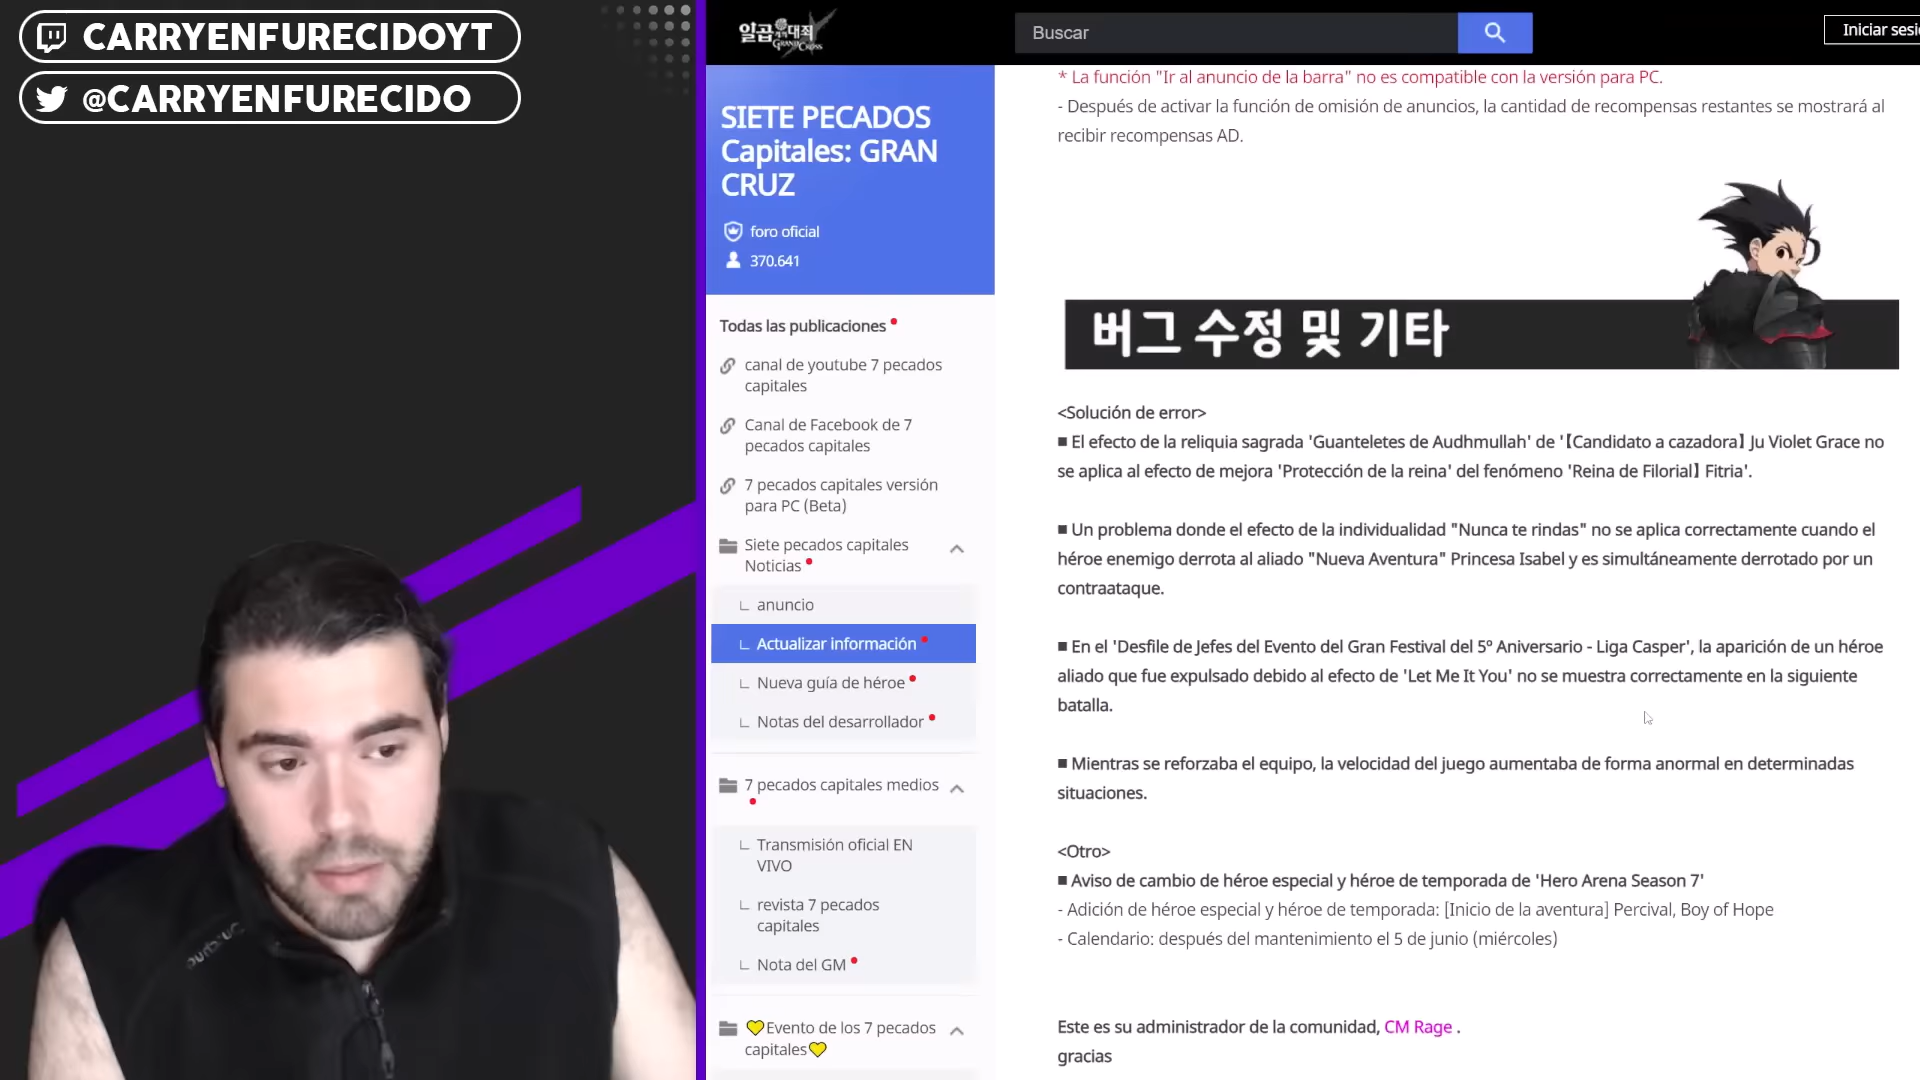 CARRYENFURECIDOYT
@CARRYENFURECIDO
일곱 대죄
GRAND CROSS
Buscar
Iniciar sesi
SIETE PECADOS
Capitales: GRAN
CRUZ
foro oficial
370.641
Todas las publicaciones
canal de youtube 7 pecados
capitales
Canal de Facebook de 7
pecados capitales
7 pecados capitales versión
para PC (Beta)
Siete pecados capitales
Noticias
anuncio
Actualizar información
Nueva guía de héroe
Notas del desarrollador
7 pecados capitales medios
Transmisión oficial EN
VIVO
revista 7 pecados
capitales
Nota del GM
💛Evento de los 7 pecados
capitales💛
* La función "Ir al anuncio de la barra" no es compatible con la versión para PC.
- Después de activar la función de omisión de anuncios, la cantidad de recompensas restantes se mostrará al
recibir recompensas AD.
버그 수정 및 기타
<Solución de error>
■ El efecto de la reliquia sagrada 'Guanteletes de Audhmullah' de '【Candidato a cazadora】 Ju Violet Grace no
se aplica al efecto de mejora 'Protección de la reina' del fenómeno 'Reina de Filorial】 Fitria'.
■ Un problema donde el efecto de la individualidad "Nunca te rindas" no se aplica correctamente cuando el
héroe enemigo derrota al aliado "Nueva Aventura" Princesa Isabel y es simultáneamente derrotado por un
contraataque.
■ En el 'Desfile de Jefes del Evento del Gran Festival del 5º Aniversario - Liga Casper', la aparición de un héroe
aliado que fue expulsado debido al efecto de 'Let Me It You' no se muestra correctamente en la siguiente
batalla.
■ Mientras se reforzaba el equipo, la velocidad del juego aumentaba de forma anormal en determinadas
situaciones.
<Otro>
■ Aviso de cambio de héroe especial y héroe de temporada de 'Hero Arena Season 7'
- Adición de héroe especial y héroe de temporada: [Inicio de la aventura] Percival, Boy of Hope
- Calendario: después del mantenimiento el 5 de junio (miércoles)
Este es su administrador de la comunidad, CM Rage .
gracias